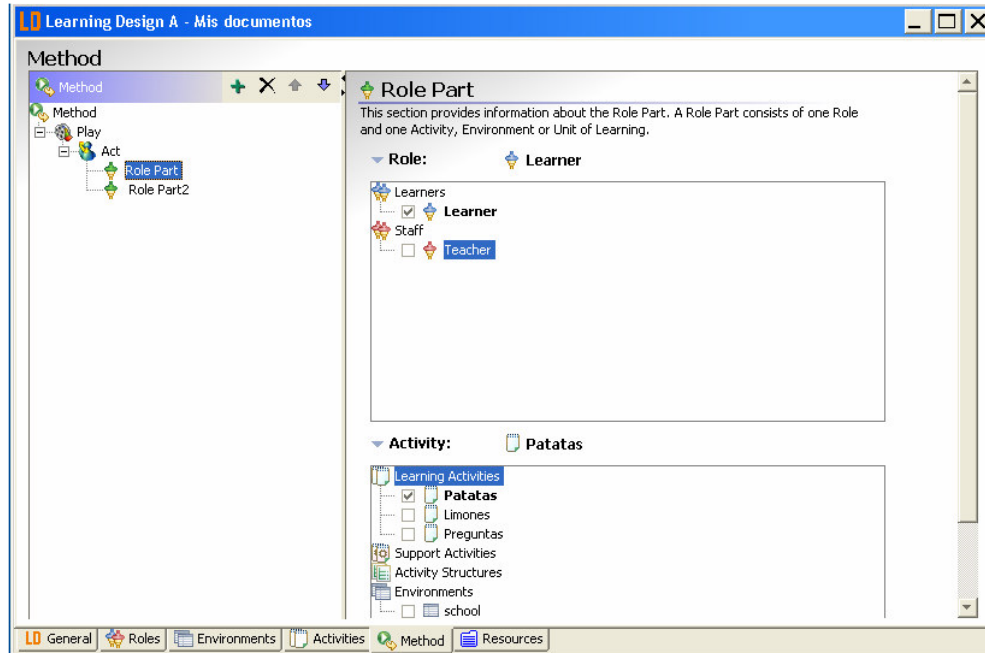 LD Learning Design A - Mis documentos
Method
Method
Method
Play
Act
Role Part
Role Part2
Role Part
This section provides information about the Role Part. A Role Part consists of one Role
and one Activity, Environment or Unit of Learning.
Role: Learner
Learners
Learner
Staff
Teacher
Activity: Patatas
Learning Activities
Patatas
Limones
Preguntas
Support Activities
Activity Structures
Environments
school
LD General Roles Environments Activities Method Resources